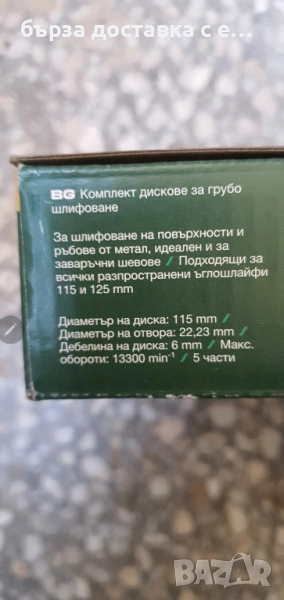 бърза доставка с е...
BG Комплект дискове за грубо
шлифоване
За шлифоване на повърхности и
ръбове от метал, идеален и за
заваръчни шевове / Подходящи за
всички разпространени ъглошлайфи
115 и 125 mm
Диаметър на диска: 115 mm /
Диаметър на отвора: 22,23 mm /
Дебелина на диска: 6 mm / Макс.
обороти: 13300 min⁻¹ / 5 части
BAZAR